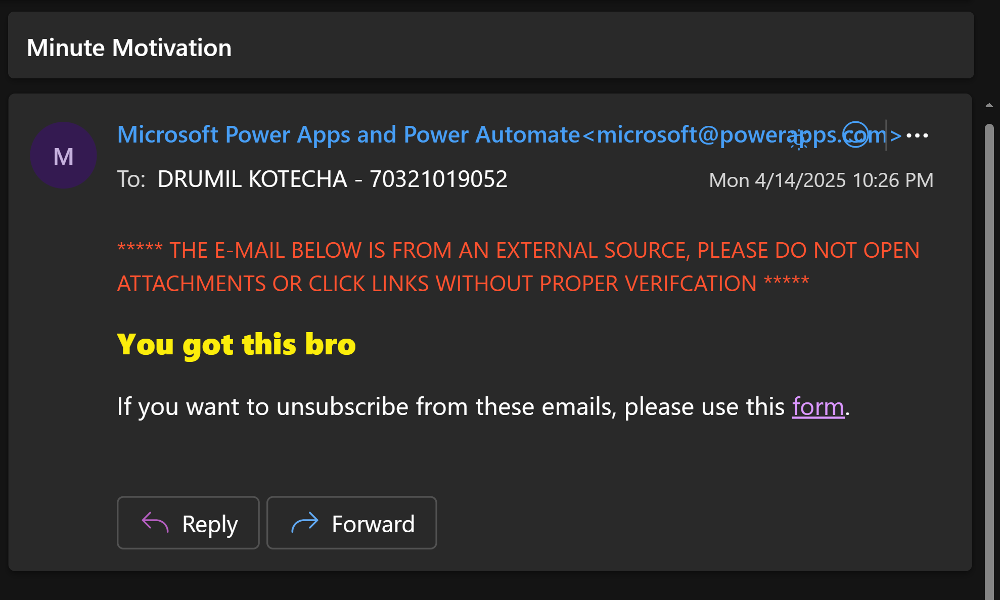 Minute Motivation
M
Microsoft Power Apps and Power Automate<microsoft@powerapps.com>
To: DRUMIL KOTECHA - 70321019052
Mon 4/14/2025 10:26 PM
***** THE E-MAIL BELOW IS FROM AN EXTERNAL SOURCE, PLEASE DO NOT OPEN
ATTACHMENTS OR CLICK LINKS WITHOUT PROPER VERIFCATION *****
You got this bro
If you want to unsubscribe from these emails, please use this form.
Reply
Forward